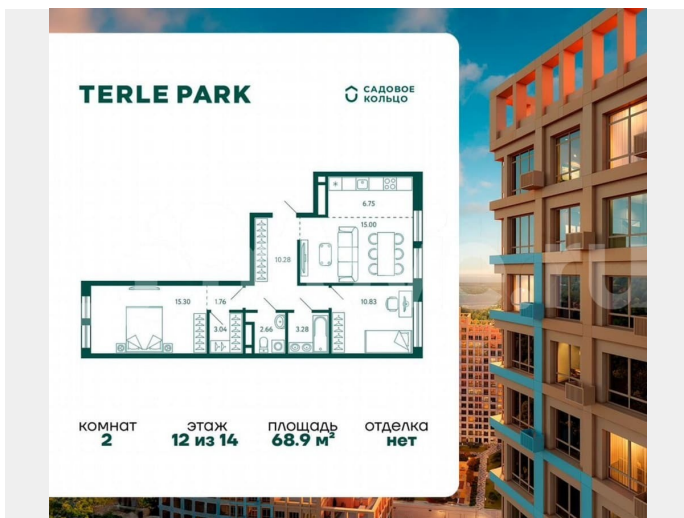 TERLE PARK
САДОВОЕ
КОЛЬЦО
6.75
15.00
10.28
15.30
1.76
10.83
3.04
2.66
3.28
комнат
2
этаж
12 из 14
площадь
68.9 м²
отделка
нет